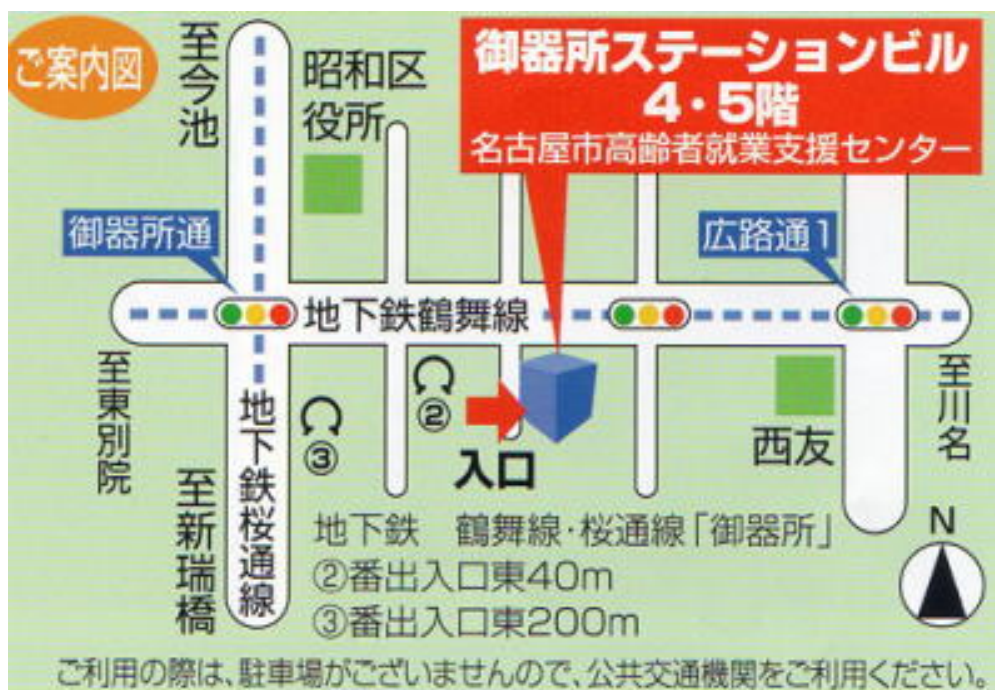 ご案内図
至今池
昭和区
役所
御器所ステーションビル
4・5階
名古屋市高齢者就業支援センター
御器所通
広路通1
地下鉄鶴舞線
至東別院
地下鉄桜通線
至新瑞橋
③
②
入口
西友
至川名
N
地下鉄 鶴舞線・桜通線「御器所」
②番出入口東40m
③番出入口東200m
ご利用の際は、駐車場がございませんので、公共交通機関をご利用ください。